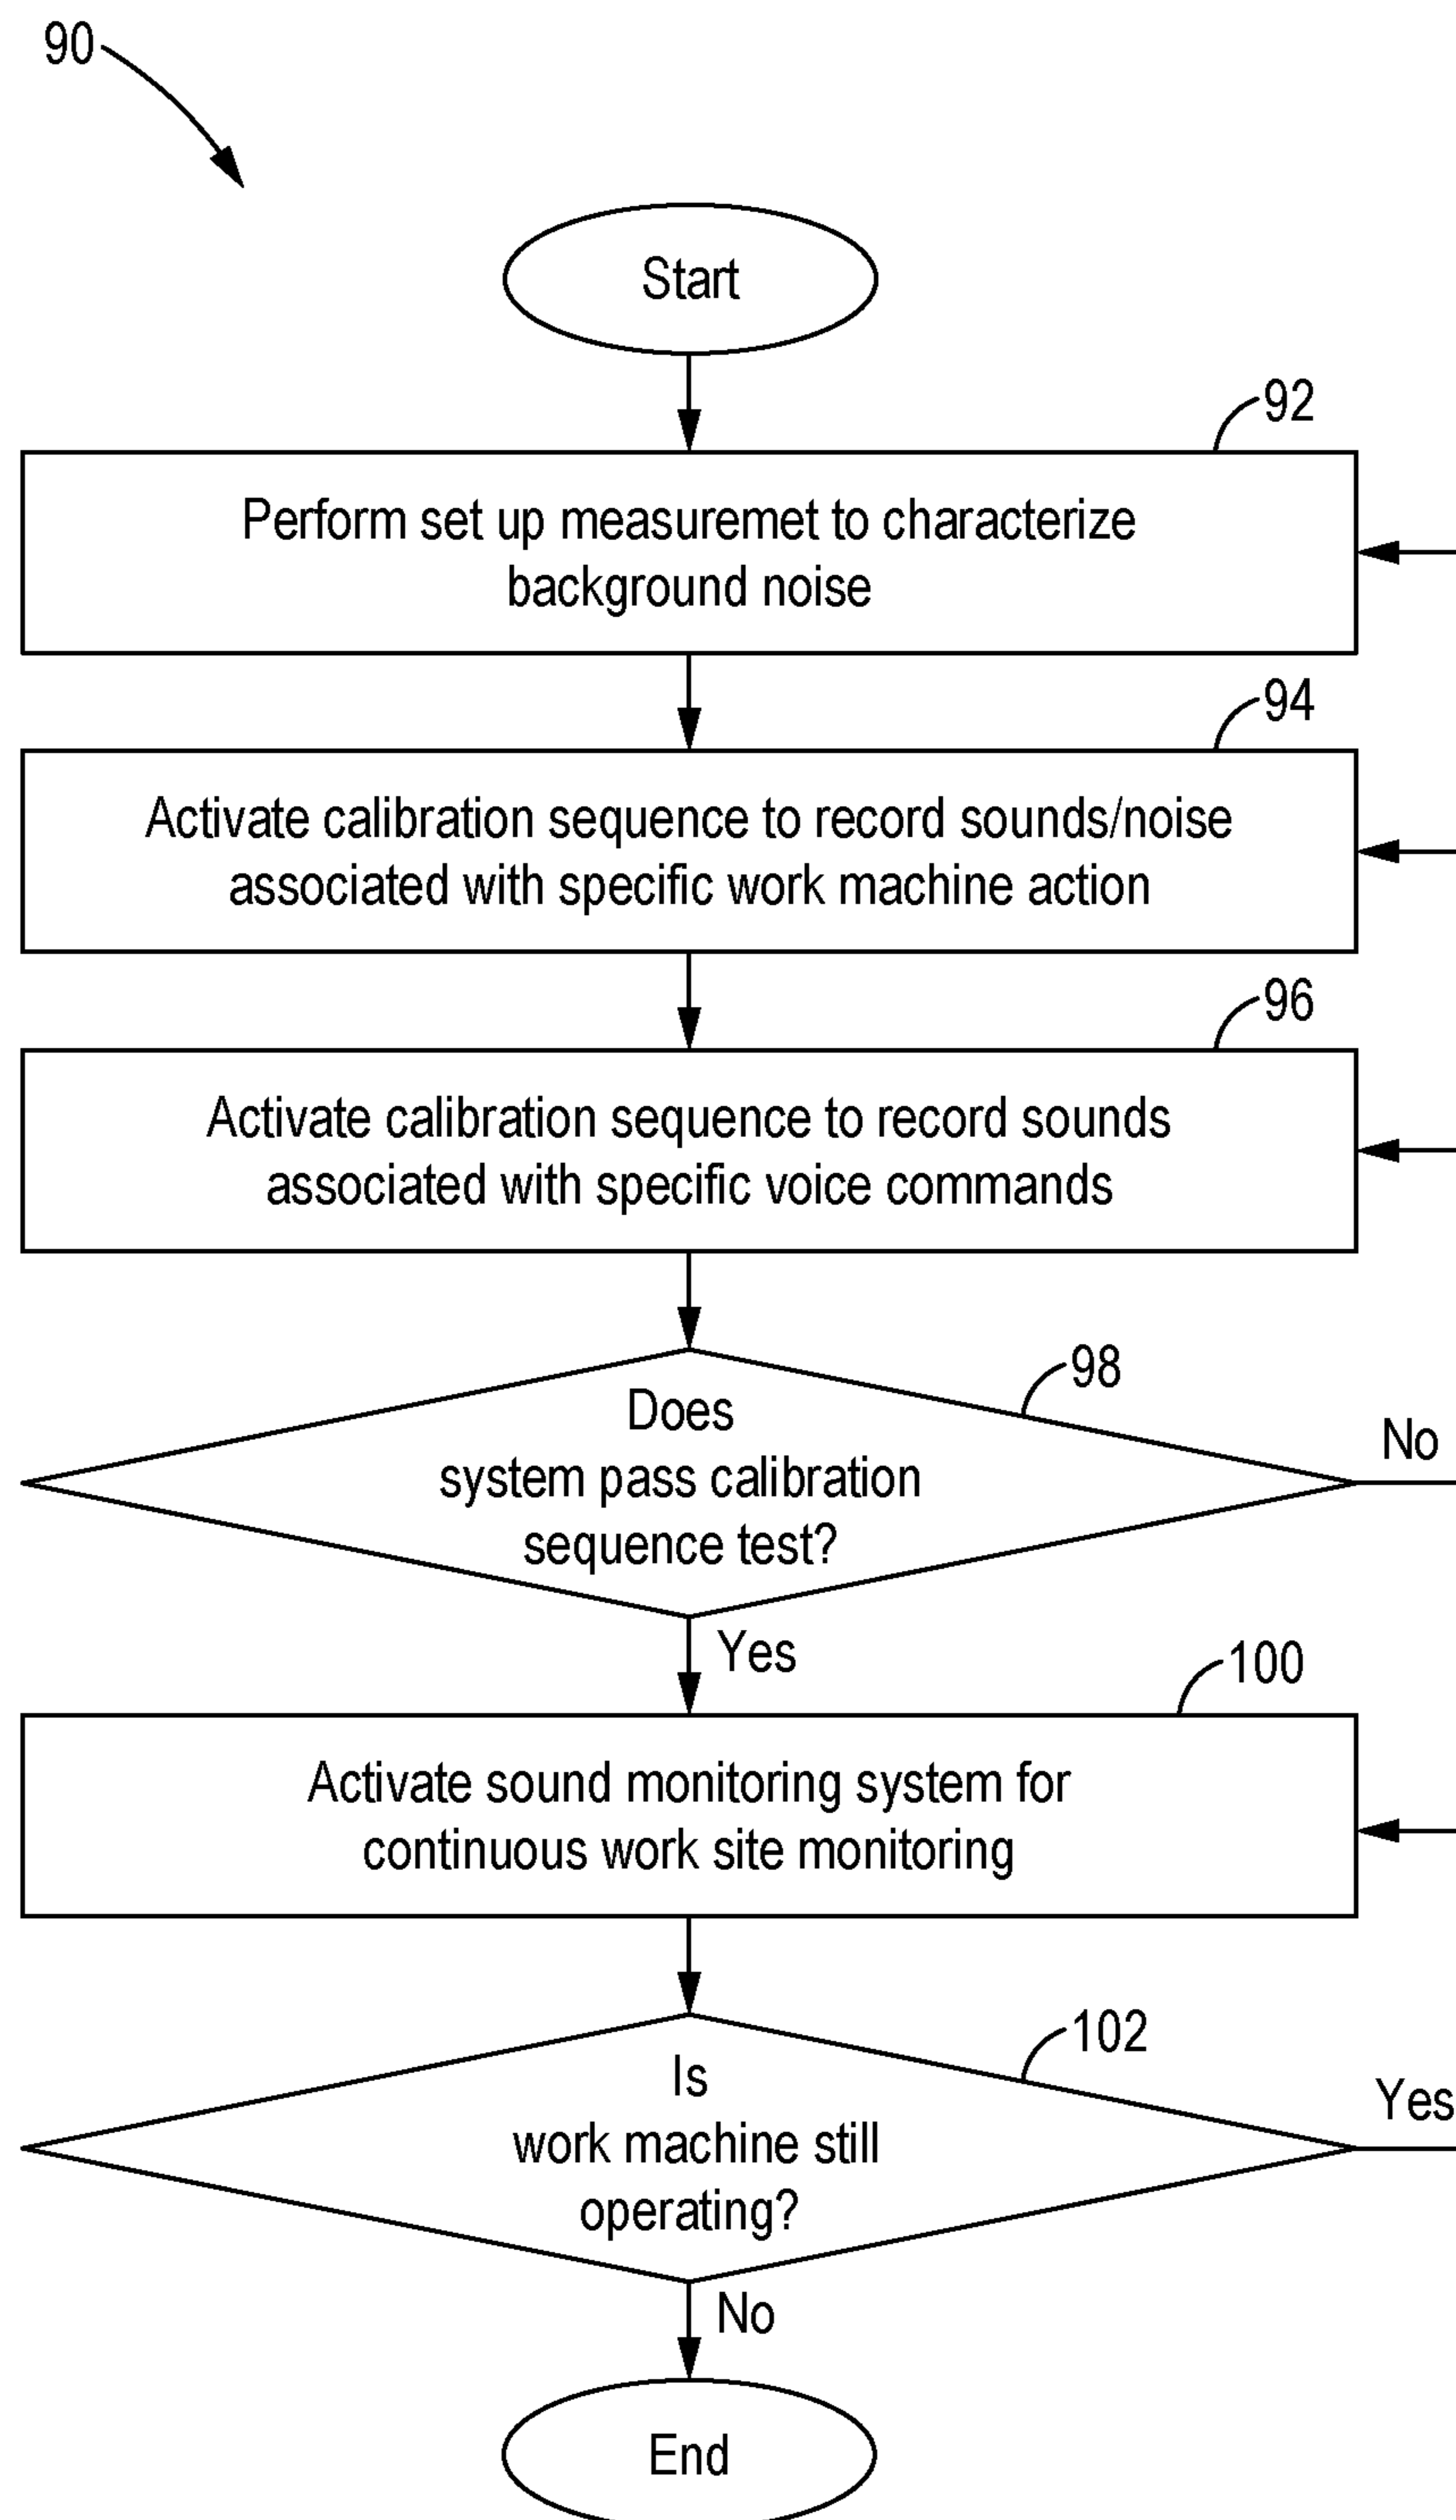 90
Start
92
Perform set up measuremet to characterize
background noise
94
Activate calibration sequence to record sounds/noise
associated with specific work machine action
96
Activate calibration sequence to record sounds
associated with specific voice commands
98
Does
system pass calibration
sequence test?
No
Yes
100
Activate sound monitoring system for
continuous work site monitoring
102
Is
work machine still
operating?
Yes
No
End